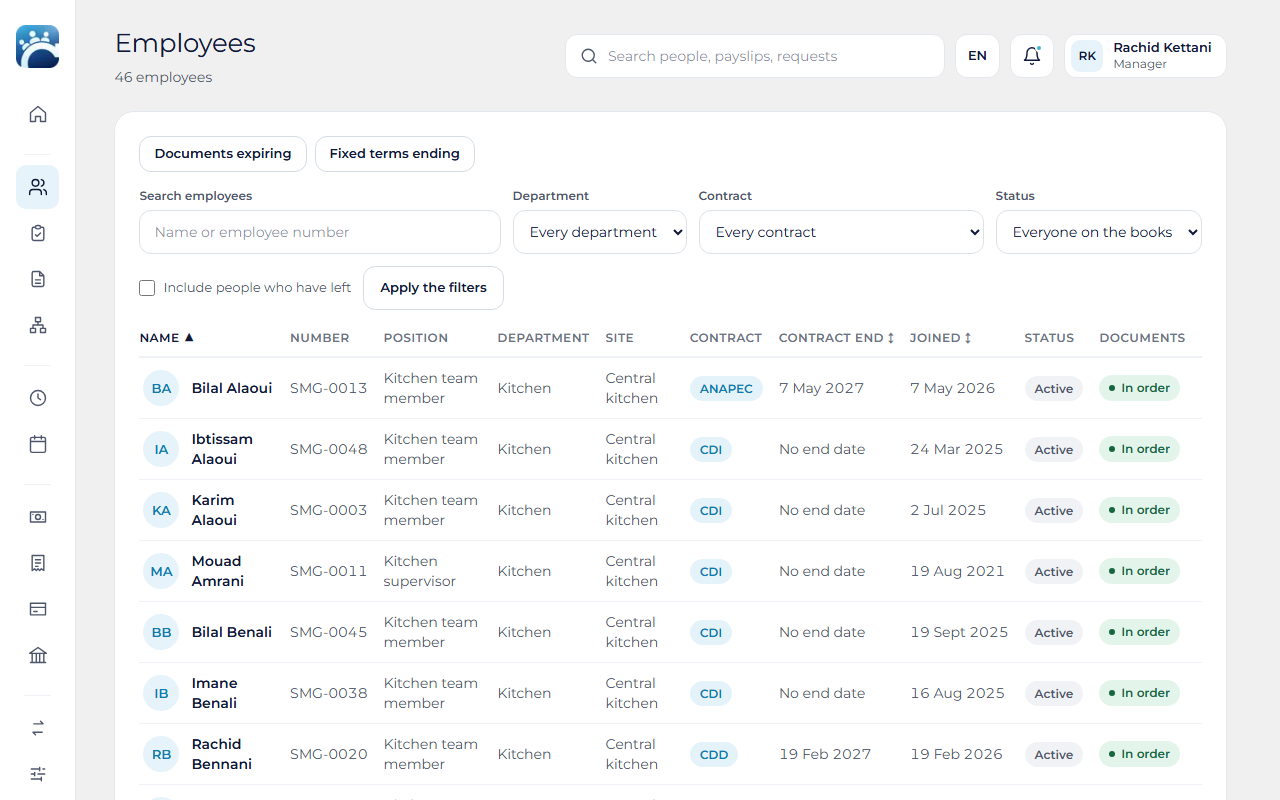 Employees
46 employees
Search people, payslips, requests
EN
RK
Rachid Kettani
Manager
Documents expiring
Fixed terms ending
Search employees
Department
Contract
Status
Name or employee number
Every department
Every contract
Everyone on the books
Include people who have left
Apply the filters
NAME ▲ NUMBER POSITION DEPARTMENT SITE CONTRACT CONTRACT END ↕ JOINED ↕ STATUS DOCUMENTS
BA Bilal Alaoui SMG-0013 Kitchen team member Kitchen Central kitchen ANAPEC 7 May 2027 7 May 2026 Active In order
IA Ibtissam Alaoui SMG-0048 Kitchen team member Kitchen Central kitchen CDI No end date 24 Mar 2025 Active In order
KA Karim Alaoui SMG-0003 Kitchen team member Kitchen Central kitchen CDI No end date 2 Jul 2025 Active In order
MA Mouad Amrani SMG-0011 Kitchen supervisor Kitchen Central kitchen CDI No end date 19 Aug 2021 Active In order
BB Bilal Benali SMG-0045 Kitchen team member Kitchen Central kitchen CDI No end date 19 Sept 2025 Active In order
IB Imane Benali SMG-0038 Kitchen team member Kitchen Central kitchen CDI No end date 16 Aug 2025 Active In order
RB Rachid Bennani SMG-0020 Kitchen team member Kitchen Central kitchen CDD 19 Feb 2027 19 Feb 2026 Active In order